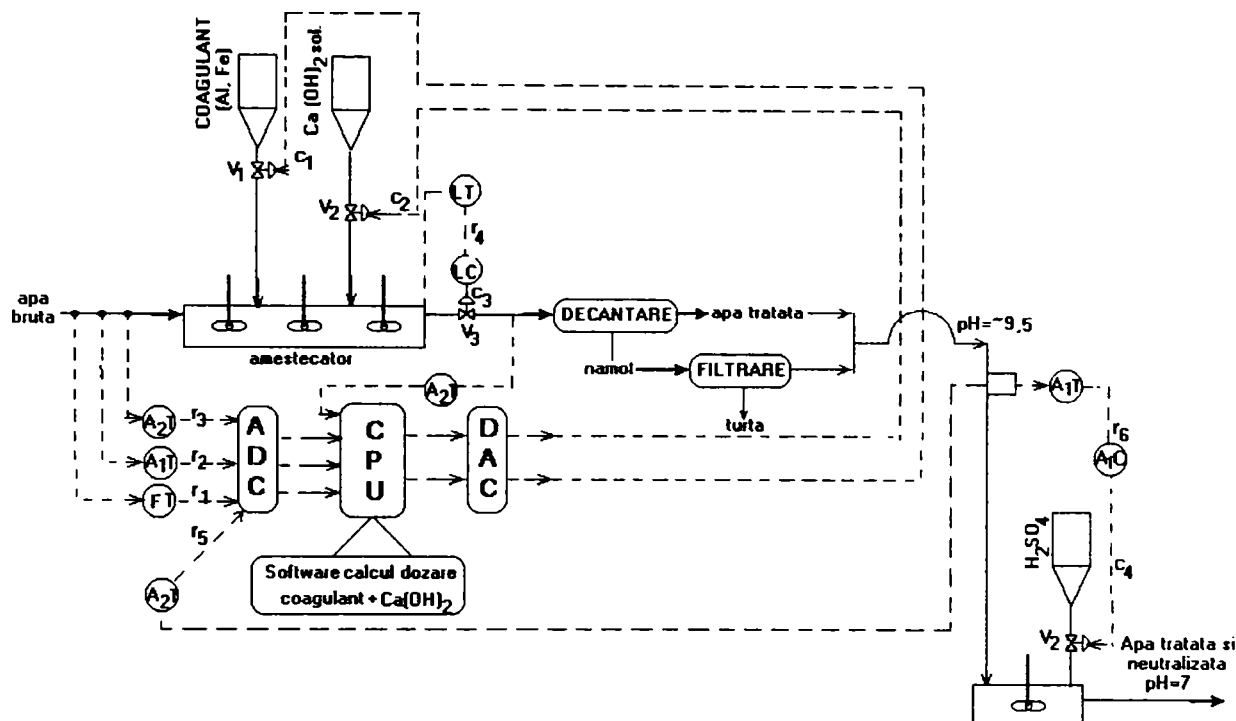 COAGULANT
(Al, Fe)
Ca (OH)2 sol.
V1
c1
V2
c2
LT
r4
LC
c3
V3
apa
bruta
amestecator
DECANTARE
apa tratata
namol
FILTRARE
turta
pH=~9,5
A2T
r3
A1T
r2
FT
r1
r5
A2T
ADC
A2T
CPU
DAC
Software calcul dozare
coagulant + Ca(OH)2
A1T
r6
A1C
c4
H2SO4
V2
Apa tratata si
neutralizata
pH=7